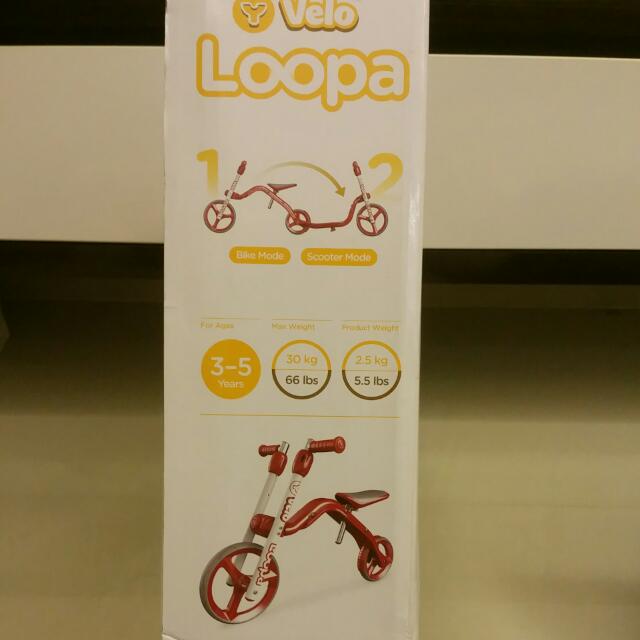 Y Velo
Loopa
1 2
Bike Mode Scooter Mode
For Ages Max Weight Product Weight
3-5 Years
30 kg
66 lbs
2.5 kg
5.5 lbs
Loopa